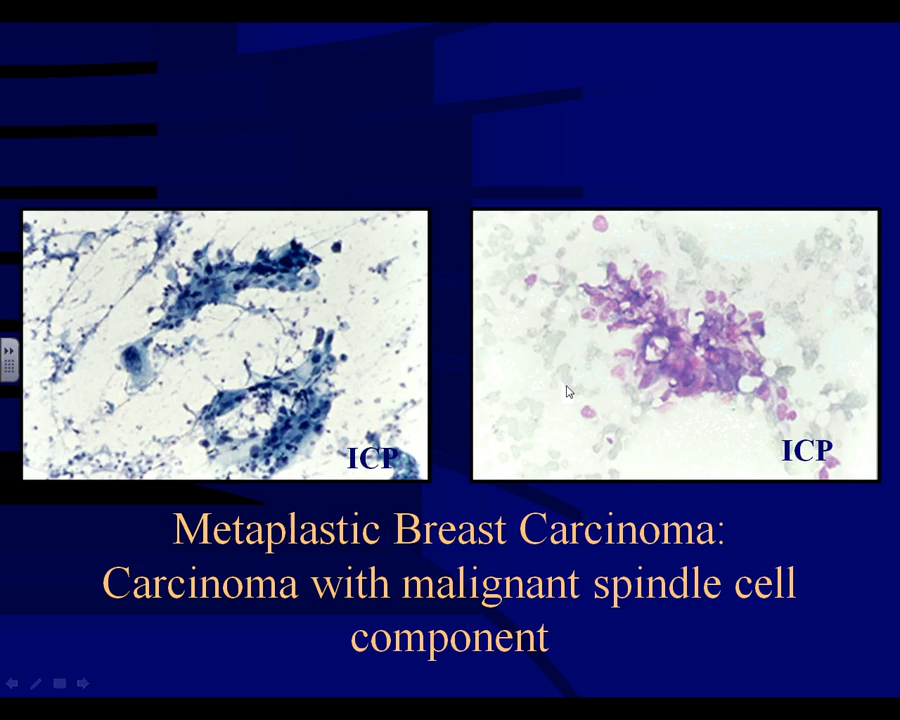 ICP
ICP
Metaplastic Breast Carcinoma:
Carcinoma with malignant spindle cell
component